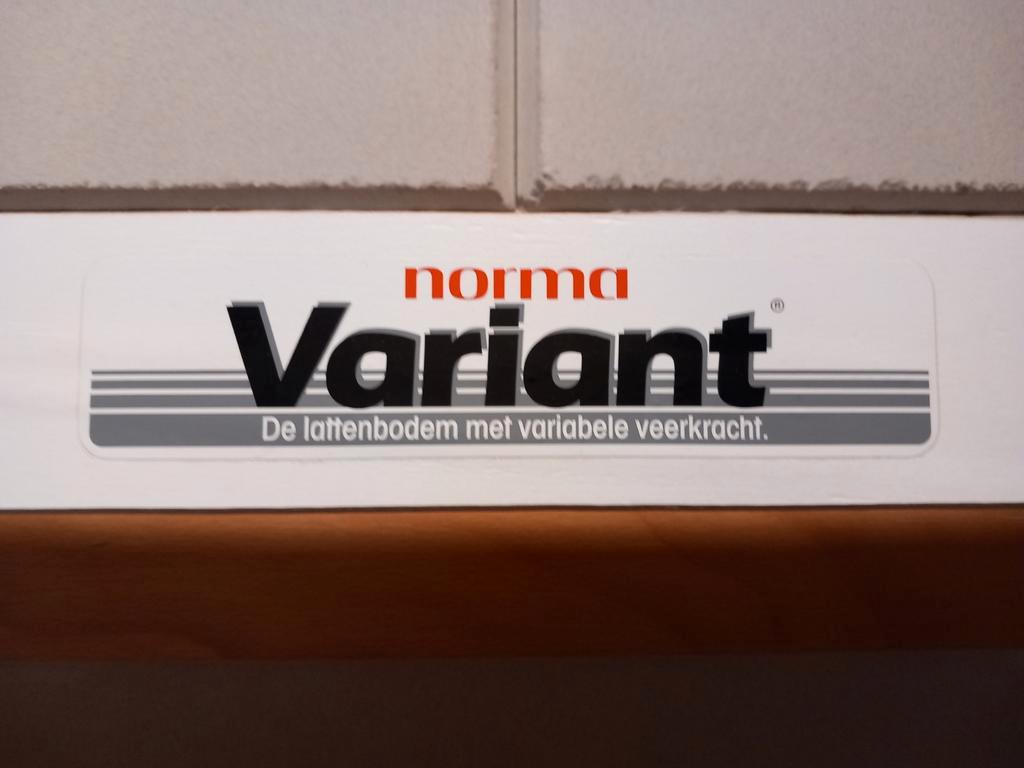 norma
Variant®
De lattenbodem met variabele veerkracht.